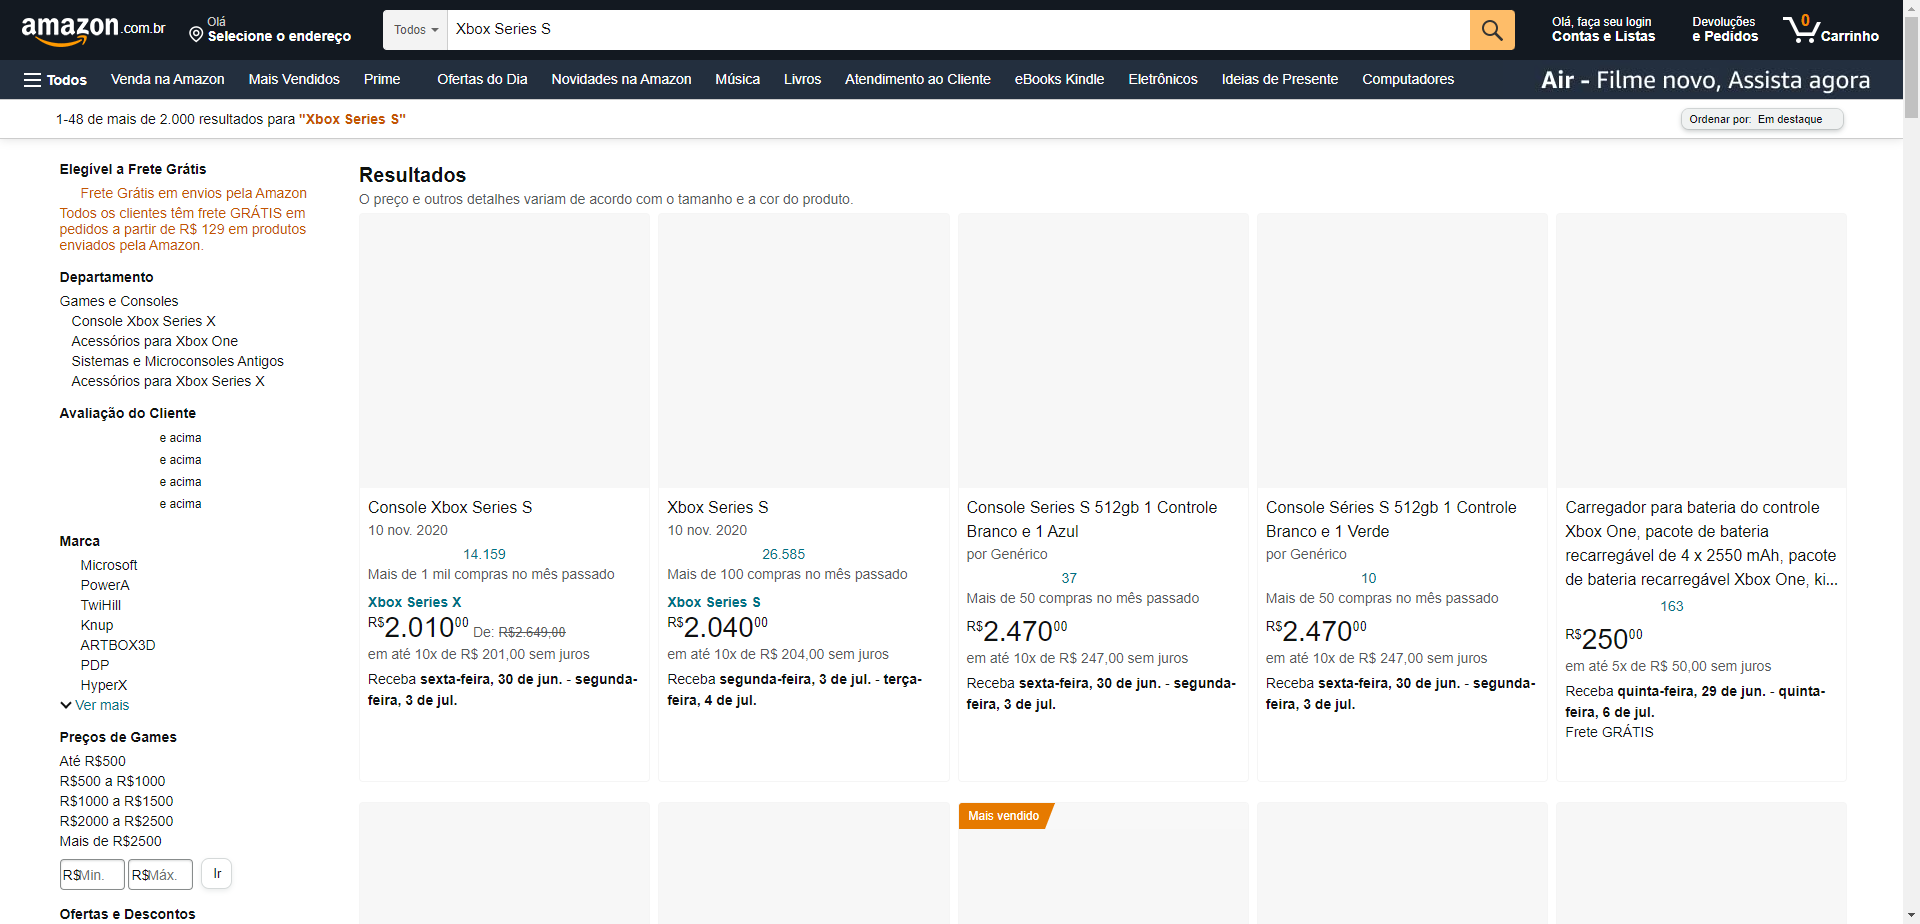 amazon.com.br
Olá
Selecione o endereço
Todos
Xbox Series S
Olá, faça seu login
Contas e Listas
Devoluções
e Pedidos
0
Carrinho
Todos
Venda na Amazon
Mais Vendidos
Prime
Ofertas do Dia
Novidades na Amazon
Música
Livros
Atendimento ao Cliente
eBooks Kindle
Eletrônicos
Ideias de Presente
Computadores
Air - Filme novo, Assista agora
1-48 de mais de 2.000 resultados para "Xbox Series S"
Ordenar por: Em destaque
Elegível a Frete Grátis
Frete Grátis em envios pela Amazon
Todos os clientes têm frete GRÁTIS em
pedidos a partir de R$ 129 em produtos
enviados pela Amazon.
Departamento
Games e Consoles
Console Xbox Series X
Acessórios para Xbox One
Sistemas e Microconsoles Antigos
Acessórios para Xbox Series X
Avaliação do Cliente
e acima
e acima
e acima
e acima
Marca
Microsoft
PowerA
TwiHill
Knup
ARTBOX3D
PDP
HyperX
Ver mais
Preços de Games
Até R$500
R$500 a R$1000
R$1000 a R$1500
R$2000 a R$2500
Mais de R$2500
R$Min.
R$Máx.
Ir
Ofertas e Descontos
Resultados
O preço e outros detalhes variam de acordo com o tamanho e a cor do produto.
Console Xbox Series S
10 nov. 2020
14.159
Mais de 1 mil compras no mês passado
Xbox Series X
R$2.01000 De: R$2.649,00
em até 10x de R$ 201,00 sem juros
Receba sexta-feira, 30 de jun. - segunda-
feira, 3 de jul.
Xbox Series S
10 nov. 2020
26.585
Mais de 100 compras no mês passado
Xbox Series S
R$2.04000
em até 10x de R$ 204,00 sem juros
Receba segunda-feira, 3 de jul. - terça-
feira, 4 de jul.
Console Series S 512gb 1 Controle
Branco e 1 Azul
por Genérico
37
Mais de 50 compras no mês passado
R$2.47000
em até 10x de R$ 247,00 sem juros
Receba sexta-feira, 30 de jun. - segunda-
feira, 3 de jul.
Console Séries S 512gb 1 Controle
Branco e 1 Verde
por Genérico
10
Mais de 50 compras no mês passado
R$2.47000
em até 10x de R$ 247,00 sem juros
Receba sexta-feira, 30 de jun. - segunda-
feira, 3 de jul.
Carregador para bateria do controle
Xbox One, pacote de bateria
recarregável de 4 x 2550 mAh, pacote
de bateria recarregável Xbox One, ki...
163
R$25000
em até 5x de R$ 50,00 sem juros
Receba quinta-feira, 29 de jun. - quinta-
feira, 6 de jul.
Frete GRÁTIS
Mais vendido